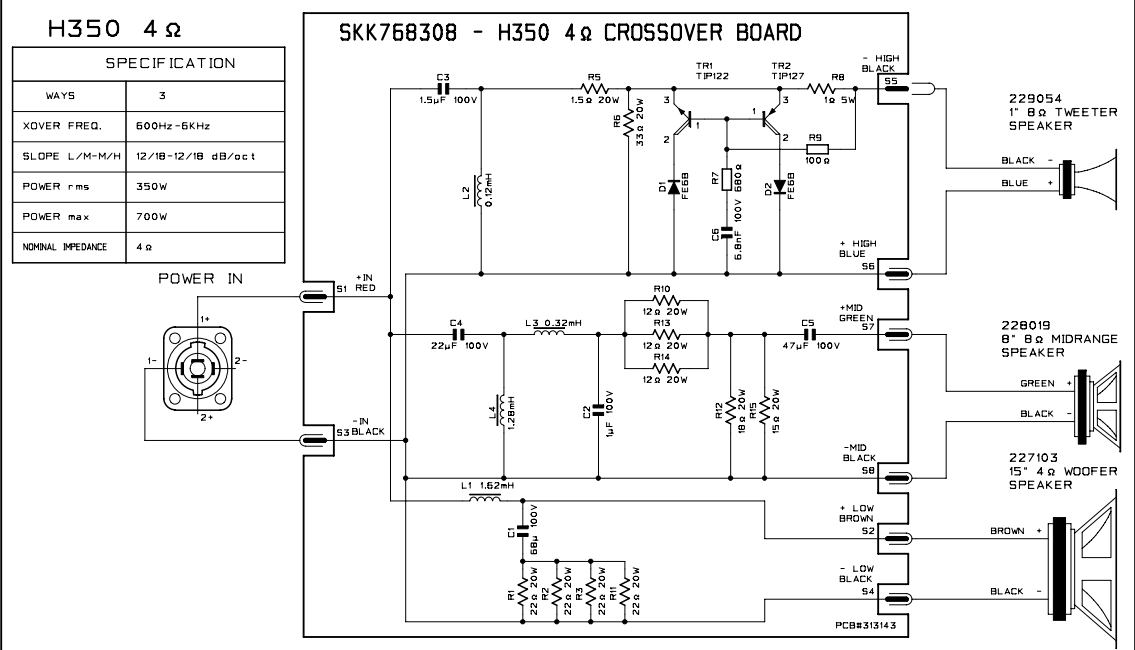 H350 4Ω
SPECIFICATION
WAYS 3
XOVER FREQ. 600Hz-6KHz
SLOPE L/M-M/H 12/18-12/18 dB/oct
POWER rms 350W
POWER max 700W
NOMINAL IMPEDANCE 4Ω
POWER IN
1+
1-
2-
2+
SKK768308 - H350 4Ω CROSSOVER BOARD
S1
+IN
RED
S3
-IN
BLACK
C3
1.5µF 100V
L2
0.12mH
R5
1.5Ω 20W
R6
33Ω 20W
TR1
TIP122
3
1
2
TR2
TIP127
3
1
2
R8
1Ω 5W
R9
100Ω
D1
FE6B
R7
680Ω
C6
6.8nF 100V
D2
FE6B
- HIGH
BLACK
S5
+ HIGH
BLUE
S6
C4
22µF 100V
L3 0.32mH
L4
1.28mH
C2
1µF 100V
R10
12Ω 20W
R13
12Ω 20W
R14
12Ω 20W
R12
18Ω 20W
R15
15Ω 20W
C5
47µF 100V
+MID
GREEN
S7
-MID
BLACK
S8
L1 1.62mH
C1
68µ 100V
R1
22Ω 20W
R2
22Ω 20W
R3
22Ω 20W
R11
22Ω 20W
+ LOW
BROWN
S2
- LOW
BLACK
S4
PCB#313143
229054
1" 8Ω TWEETER
SPEAKER
BLACK -
BLUE +
228019
8" 8Ω MIDRANGE
SPEAKER
GREEN +
BLACK -
227103
15" 4Ω WOOFER
SPEAKER
BROWN +
BLACK -